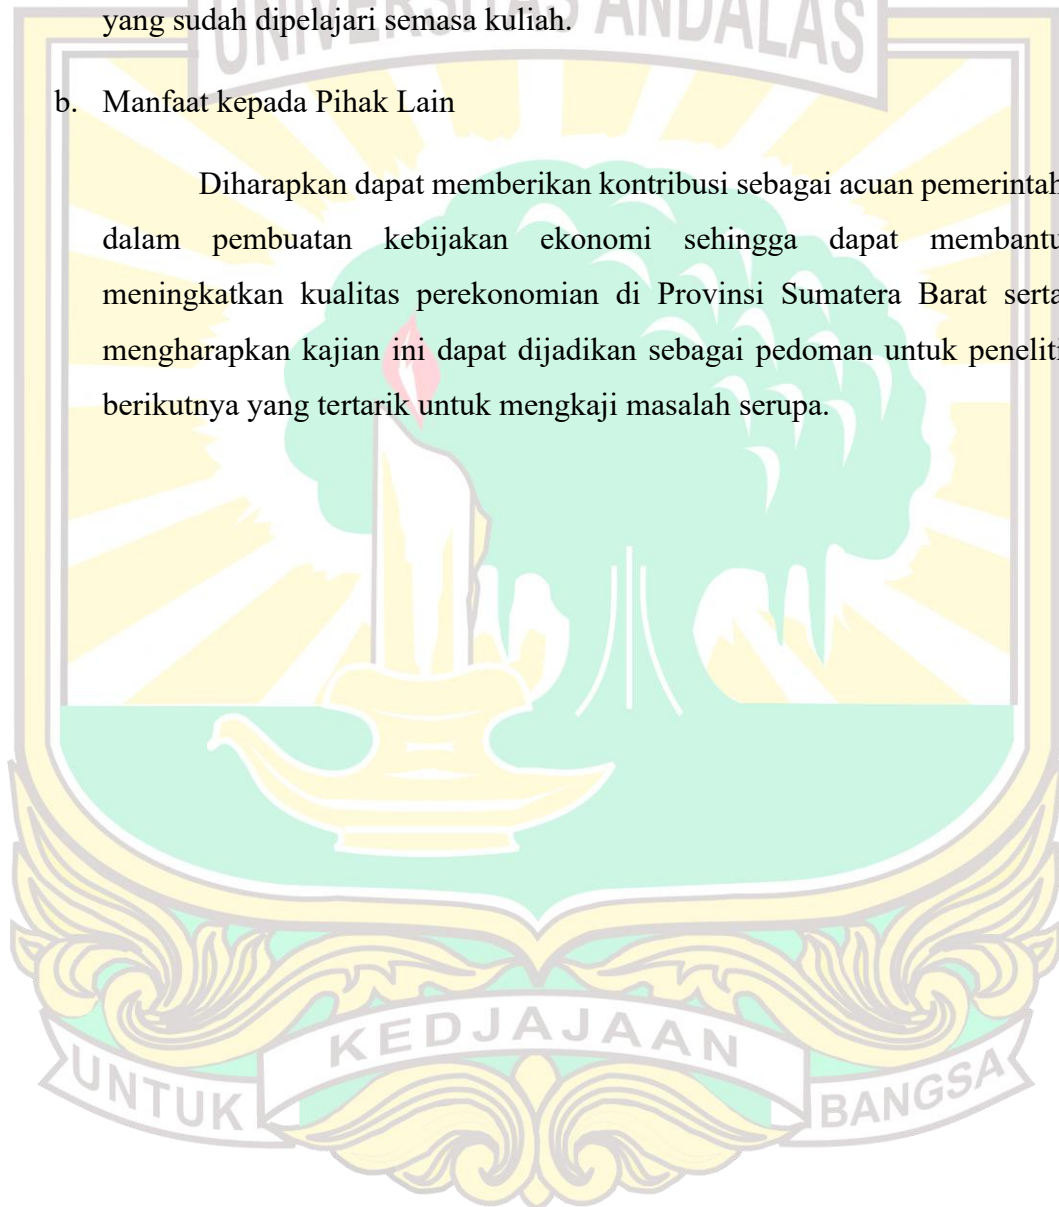 UNIVERSITAS ANDALAS
yang sudah dipelajari semasa kuliah.
b. Manfaat kepada Pihak Lain
Diharapkan dapat memberikan kontribusi sebagai acuan pemerintah
dalam pembuatan kebijakan ekonomi sehingga dapat membantu
meningkatkan kualitas perekonomian di Provinsi Sumatera Barat serta
mengharapkan kajian ini dapat dijadikan sebagai pedoman untuk peneliti
berikutnya yang tertarik untuk mengkaji masalah serupa.
UNTUK KEDJAJAAN BANGSA